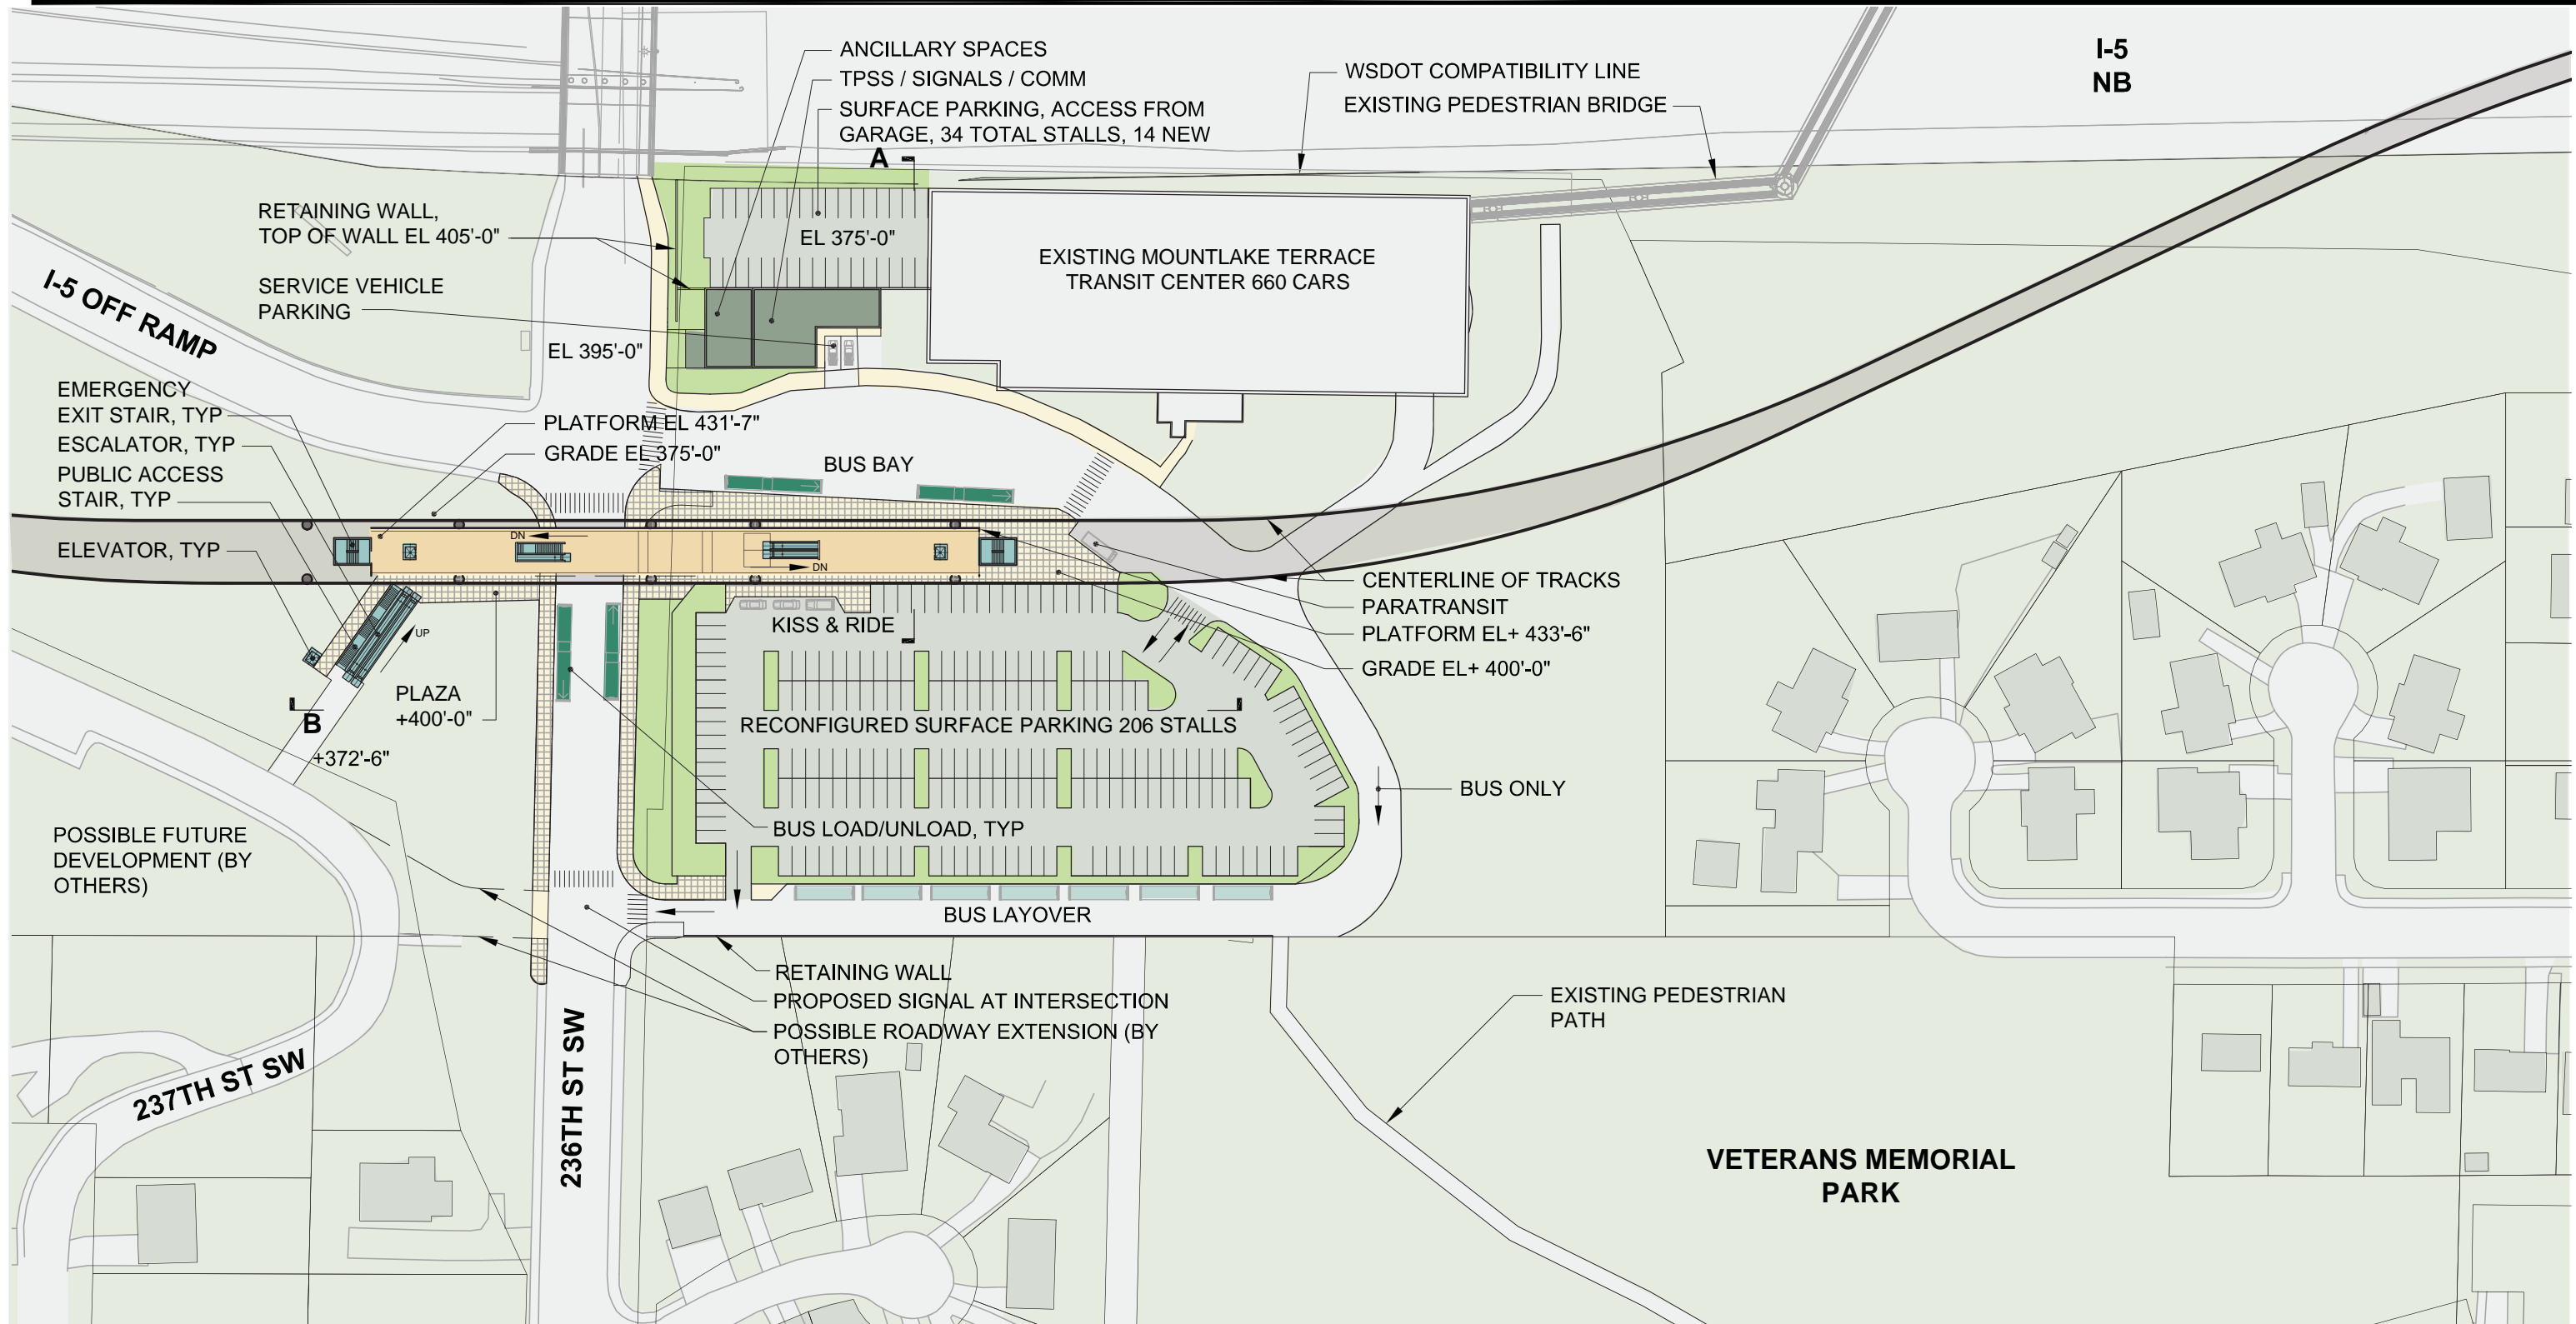 I-5
NB
ANCILLARY SPACES
TPSS / SIGNALS / COMM
SURFACE PARKING, ACCESS FROM
GARAGE, 34 TOTAL STALLS, 14 NEW
A
WSDOT COMPATIBILITY LINE
EXISTING PEDESTRIAN BRIDGE
RETAINING WALL,
TOP OF WALL EL 405'-0"
EL 375'-0"
EXISTING MOUNTLAKE TERRACE
TRANSIT CENTER 660 CARS
SERVICE VEHICLE
PARKING
I-5 OFF RAMP
EL 395'-0"
EMERGENCY
EXIT STAIR, TYP
ESCALATOR, TYP
PUBLIC ACCESS
STAIR, TYP
ELEVATOR, TYP
PLATFORM EL 431'-7"
GRADE EL 375'-0"
BUS BAY
DN
DN
UP
KISS & RIDE
CENTERLINE OF TRACKS
PARATRANSIT
PLATFORM EL+ 433'-6"
GRADE EL+ 400'-0"
PLAZA
+400'-0"
B
+372'-6"
RECONFIGURED SURFACE PARKING 206 STALLS
BUS ONLY
POSSIBLE FUTURE
DEVELOPMENT (BY
OTHERS)
BUS LOAD/UNLOAD, TYP
BUS LAYOVER
RETAINING WALL
PROPOSED SIGNAL AT INTERSECTION
POSSIBLE ROADWAY EXTENSION (BY
OTHERS)
EXISTING PEDESTRIAN
PATH
237TH ST SW
236TH ST SW
VETERANS MEMORIAL
PARK